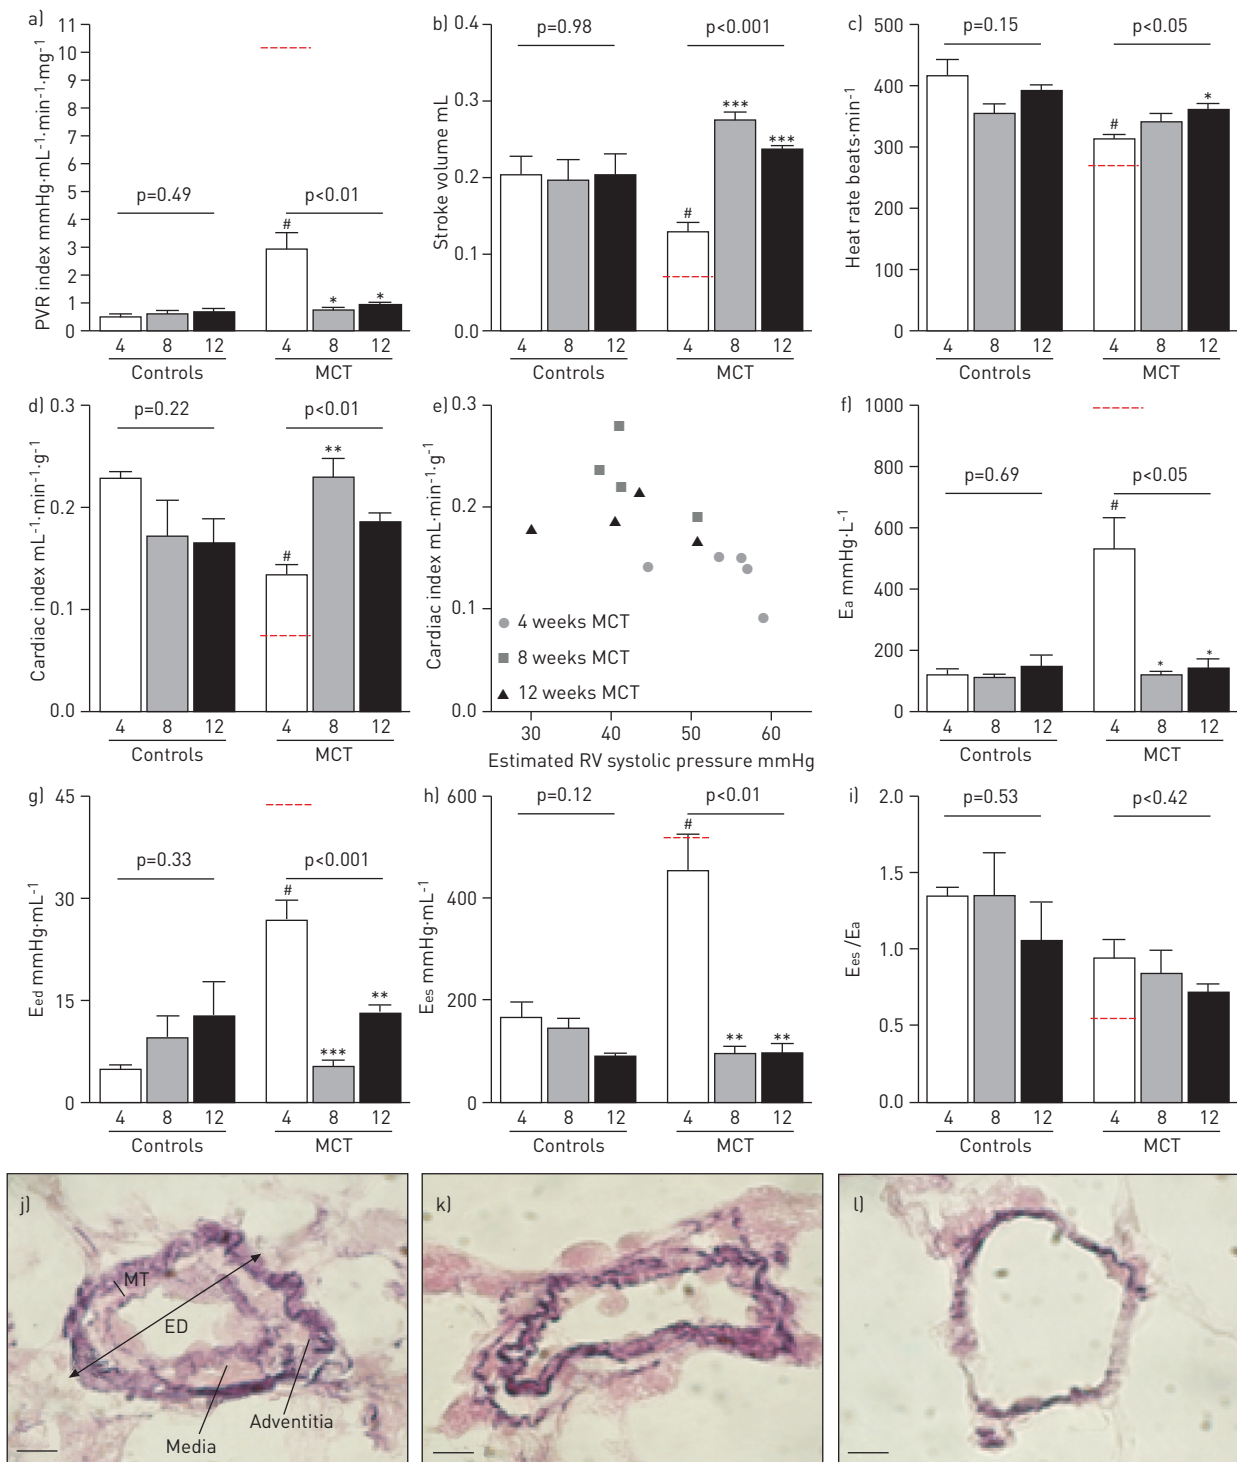 a)
PVR index mmHg·mL-1·min-1·mg-1
11
10
9
8
7
6
5
4
3
2
1
0
p=0.49
p<0.01
#
*
*
4 8 12 4 8 12
Controls MCT
b)
Stroke volume mL
0.4
0.3
0.2
0.1
0.0
p=0.98
p<0.001
#
***
***
4 8 12 4 8 12
Controls MCT
c)
Heat rate beats·min-1
500
400
300
200
100
0
p=0.15
p<0.05
#
*
4 8 12 4 8 12
Controls MCT
d)
Cardiac index mL-1·min-1·g-1
0.3
0.2
0.1
0.0
p=0.22
p<0.01
#
**
4 8 12 4 8 12
Controls MCT
e)
Cardiac index mL·min-1·g-1
0.3
0.2
0.1
0.0
4 weeks MCT
8 weeks MCT
12 weeks MCT
30 40 50 60
Estimated RV systolic pressure mmHg
f)
Ea mmHg·L-1
1000
800
600
400
200
0
p=0.69
p<0.05
#
*
*
4 8 12 4 8 12
Controls MCT
g)
Eed mmHg·mL-1
45
30
15
0
p=0.33
p<0.001
#
***
**
4 8 12 4 8 12
Controls MCT
h)
Ees mmHg·mL-1
600
400
200
0
p=0.12
p<0.01
#
**
**
4 8 12 4 8 12
Controls MCT
i)
Ees/Ea
2.0
1.5
1.0
0.5
0.0
p=0.53
p<0.42
4 8 12 4 8 12
Controls MCT
j)
MT
ED
Adventitia
Media
k)
l)